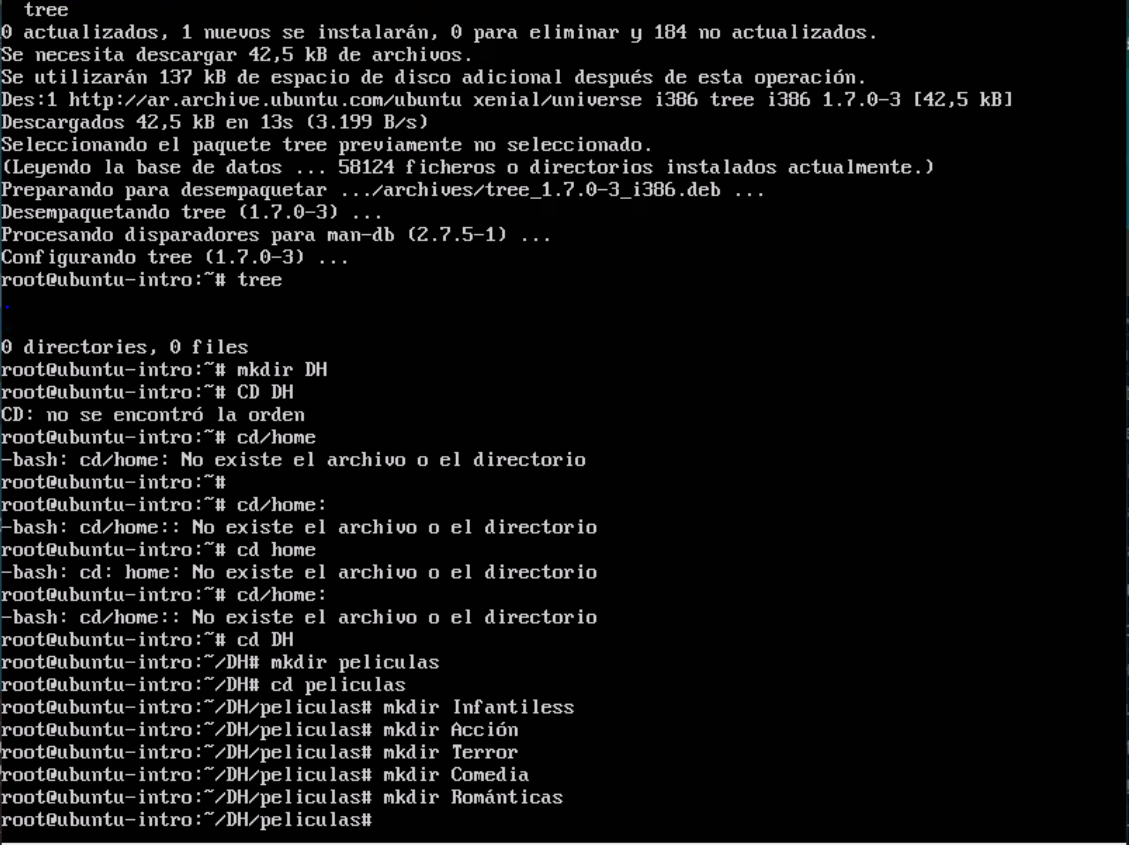 tree
0 actualizados, 1 nuevos se instalarán, 0 para eliminar y 184 no actualizados.
Se necesita descargar 42,5 kB de archivos.
Se utilizarán 137 kB de espacio de disco adicional después de esta operación.
Des:1 http://ar.archive.ubuntu.com/ubuntu xenial/universe i386 tree i386 1.7.0-3 [42,5 kB]
Descargados 42,5 kB en 13s (3.199 B/s)
Seleccionando el paquete tree previamente no seleccionado.
(Leyendo la base de datos ... 58124 ficheros o directorios instalados actualmente.)
Preparando para desempaquetar .../archives/tree_1.7.0-3_i386.deb ...
Desempaquetando tree (1.7.0-3) ...
Procesando disparadores para man-db (2.7.5-1) ...
Configurando tree (1.7.0-3) ...
root@ubuntu-intro:~# tree
.
0 directories, 0 files
root@ubuntu-intro:~# mkdir DH
root@ubuntu-intro:~# CD DH
CD: no se encontró la orden
root@ubuntu-intro:~# cd/home
-bash: cd/home: No existe el archivo o el directorio
root@ubuntu-intro:~#
root@ubuntu-intro:~# cd/home:
-bash: cd/home:: No existe el archivo o el directorio
root@ubuntu-intro:~# cd home
-bash: cd: home: No existe el archivo o el directorio
root@ubuntu-intro:~# cd/home:
-bash: cd/home:: No existe el archivo o el directorio
root@ubuntu-intro:~# cd DH
root@ubuntu-intro:~/DH# mkdir peliculas
root@ubuntu-intro:~/DH# cd peliculas
root@ubuntu-intro:~/DH/peliculas# mkdir Infantiless
root@ubuntu-intro:~/DH/peliculas# mkdir Acción
root@ubuntu-intro:~/DH/peliculas# mkdir Terror
root@ubuntu-intro:~/DH/peliculas# mkdir Comedia
root@ubuntu-intro:~/DH/peliculas# mkdir Románticas
root@ubuntu-intro:~/DH/peliculas#